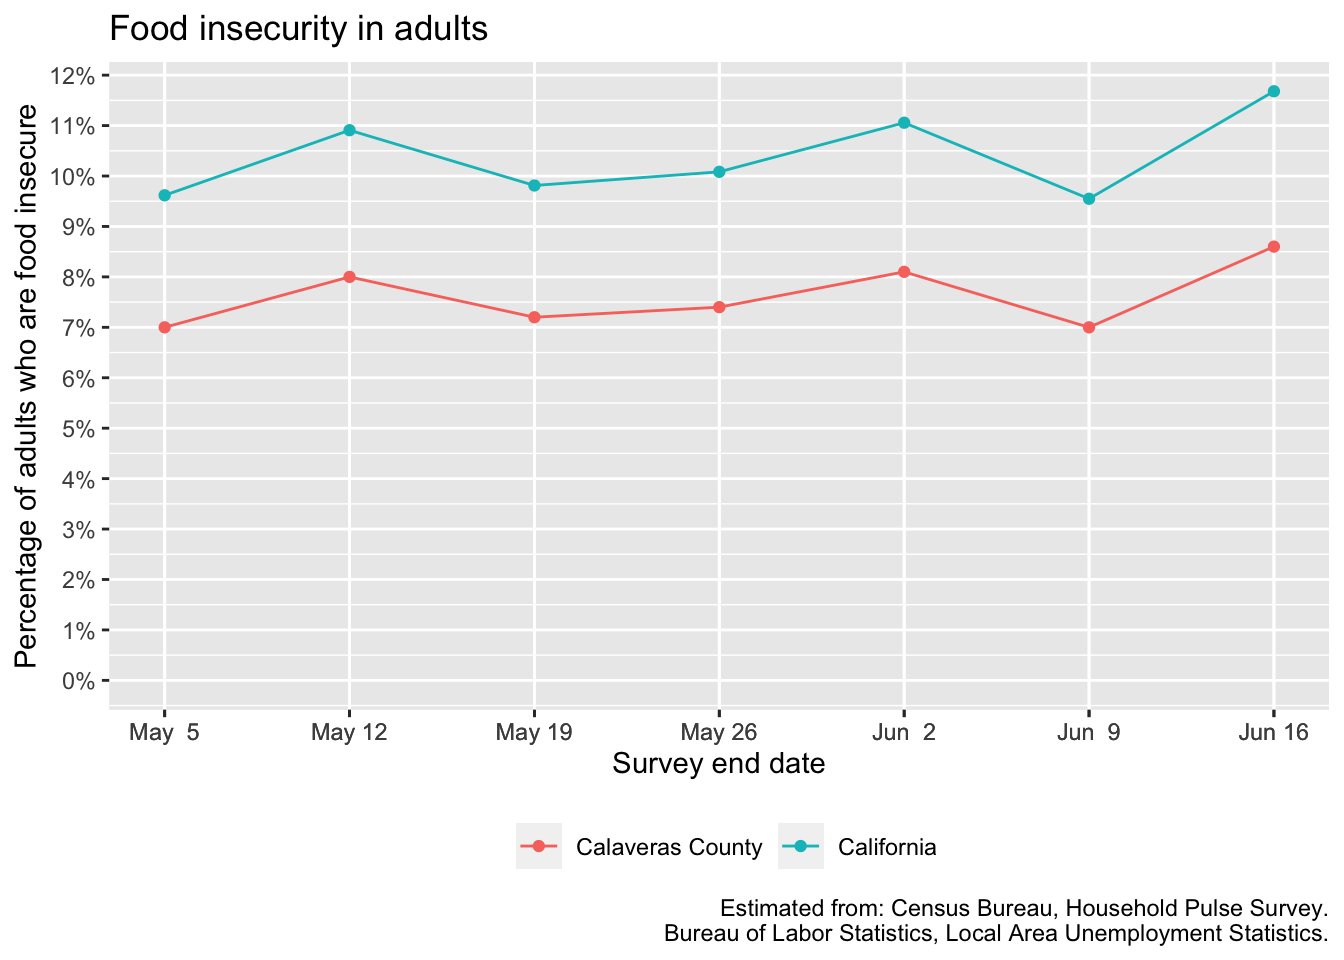 Food insecurity in adults
Percentage of adults who are food insecure
12%
11%
10%
9%
8%
7%
6%
5%
4%
3%
2%
1%
0%
May  5 May 12 May 19 May 26 Jun  2 Jun  9 Jun 16
Survey end date
Calaveras County California
Estimated from: Census Bureau, Household Pulse Survey.
Bureau of Labor Statistics, Local Area Unemployment Statistics.